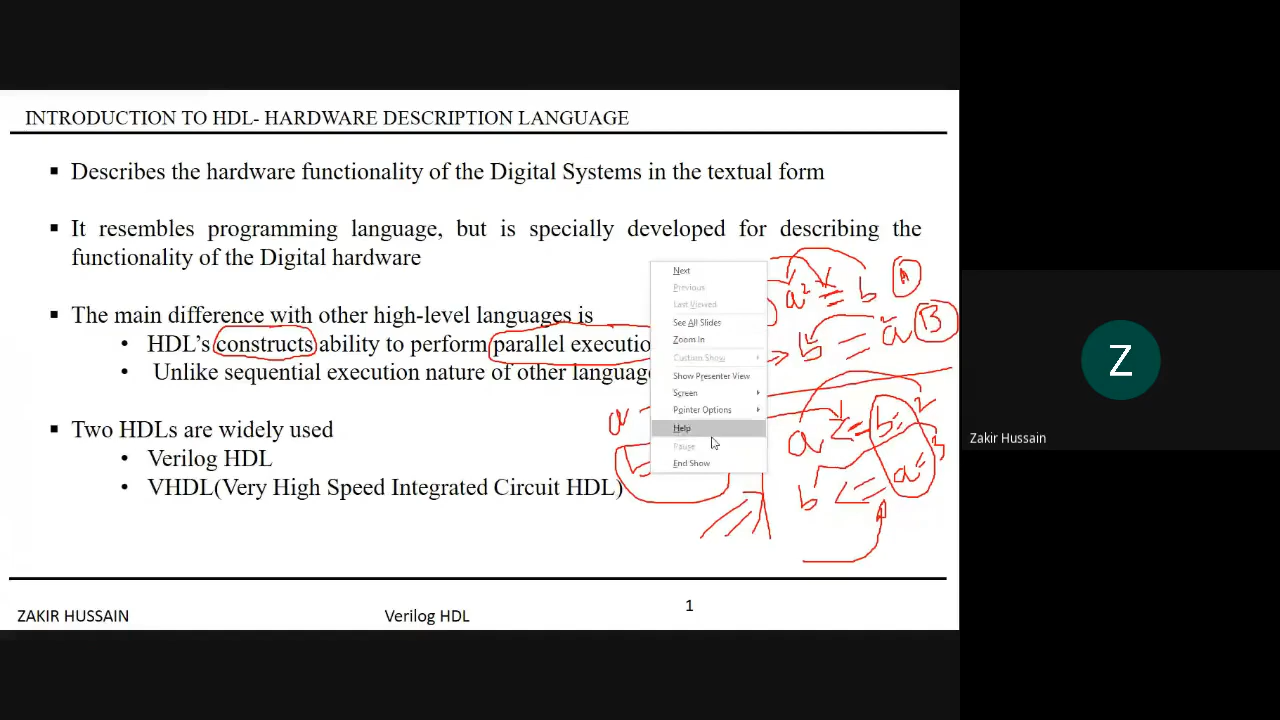 INTRODUCTION TO HDL- HARDWARE DESCRIPTION LANGUAGE
▪ Describes the hardware functionality of the Digital Systems in the textual form
▪ It resembles programming language, but is specially developed for describing the
functionality of the Digital hardware
▪ The main difference with other high-level languages is
• HDL's constructs ability to perform parallel executio
• Unlike sequential execution nature of other language
▪ Two HDLs are widely used
• Verilog HDL
• VHDL(Very High Speed Integrated Circuit HDL)
Next
Previous
Last Viewed
See All Slides
Zoom In
Custom Show
Show Presenter View
Screen
Pointer Options
Help
Pause
End Show
b = a B
a <= b = 2
b <= a = 3
Z
Zakir Hussain
ZAKIR HUSSAIN
Verilog HDL
1